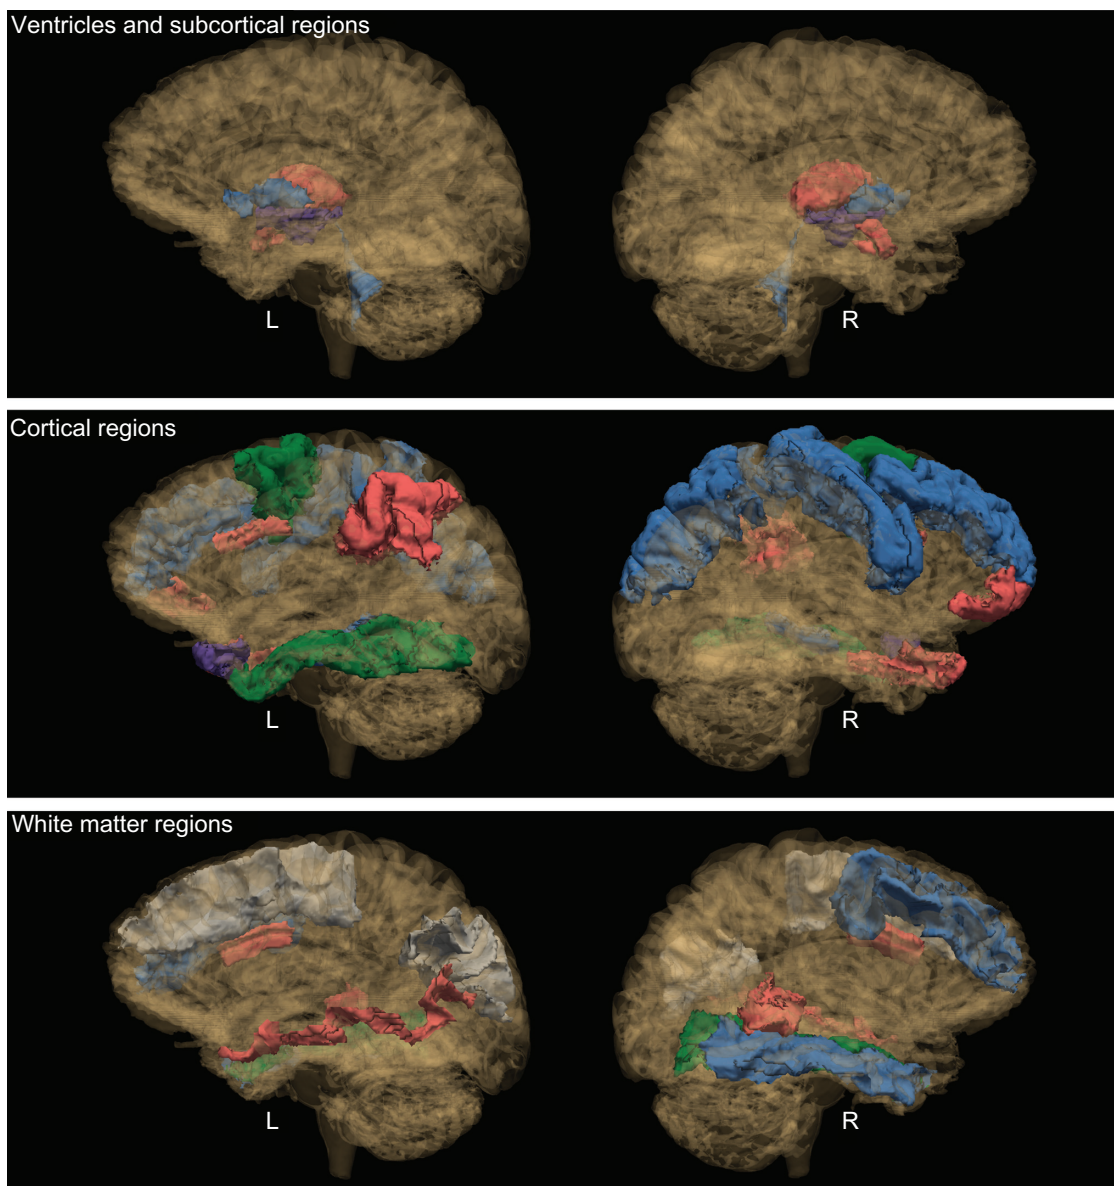 Ventricles and subcortical regions
L
R
Cortical regions
L
R
White matter regions
L
R